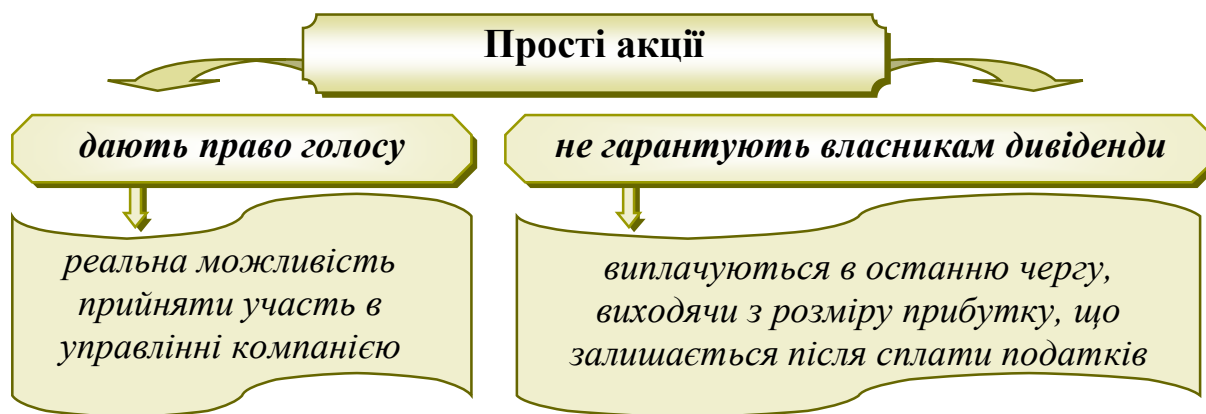 Прості акції
дають право голосу
не гарантують власникам дивіденди
реальна можливість
прийняти участь в
управлінні компанією
виплачуються в останню чергу,
виходячи з розміру прибутку, що
залишається після сплати податків